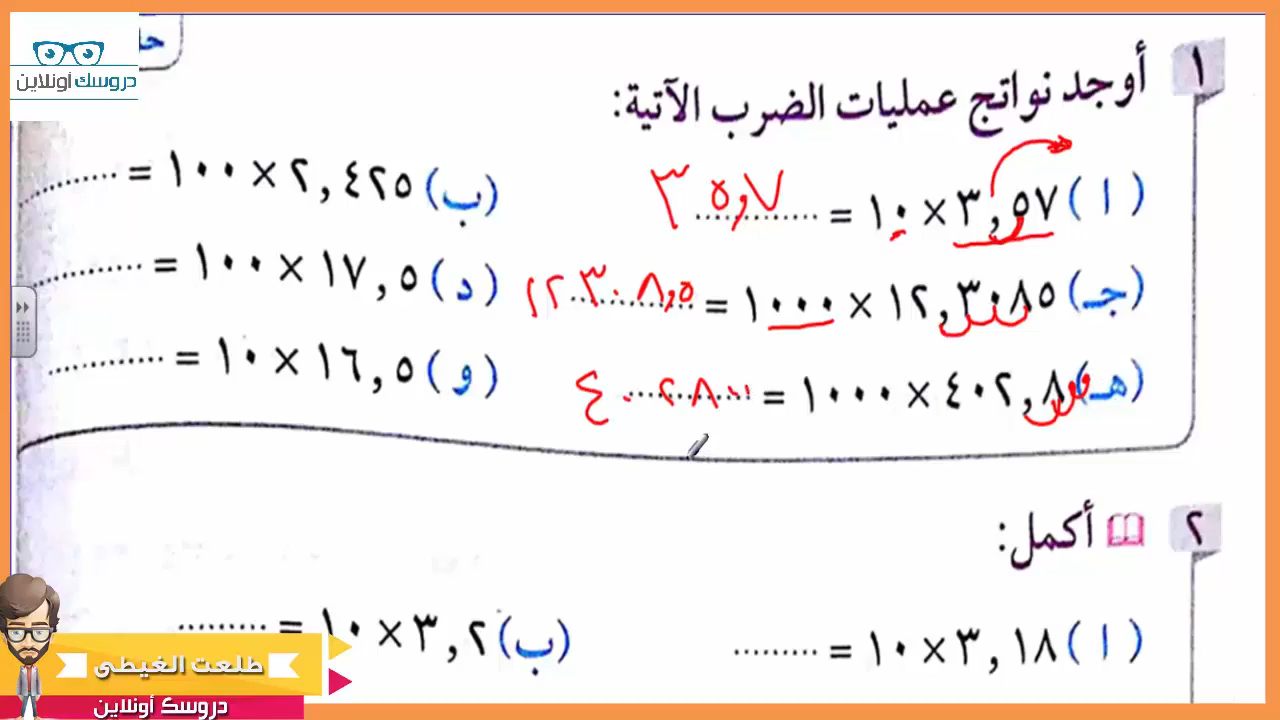 دروسك أونلاين
حل
١ أوجد نواتج عمليات الضرب الآتية:
(ا) ٣,٥٧ × ١٠ = ٣٥,٧
(ب) ٢,٤٢٥ × ١٠٠ = ..........
(جـ) ١٢,٣٠٨٥ × ١٠٠٠ = ١٢٣٠٨,٥
(د) ١٧,٥ × ١٠٠ = ..........
(هـ) ٤٠٢,٨ × ١٠٠٠ = ٤٠٢٨٠٠
(و) ١٦,٥ × ١٠ = ..........
٢ أكمل:
(ا) ٣,١٨ × ١٠ = ..........
(ب) ٣,٢ × ١٠ = ..........
طلعت الغيطى
دروسك أونلاين